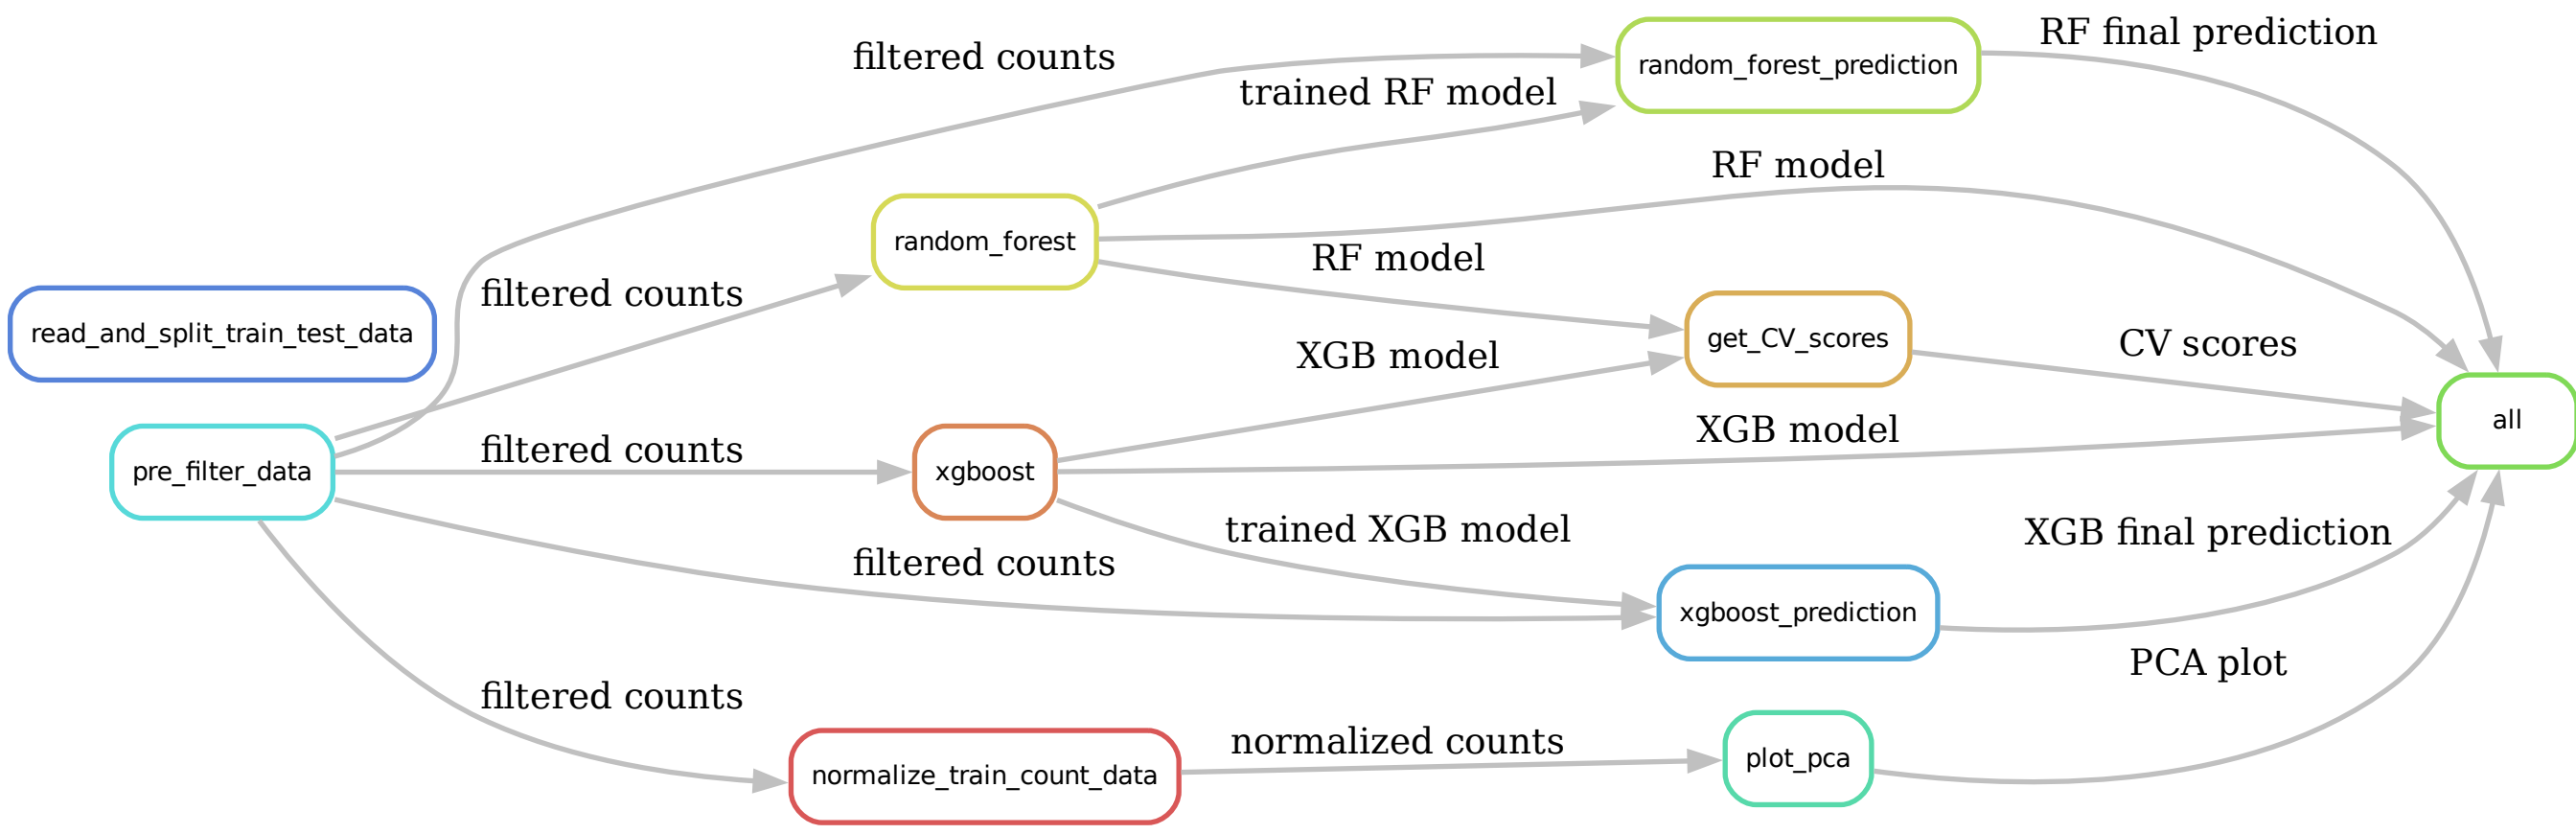 RF final prediction
filtered counts
random_forest_prediction
trained RF model
RF model
random_forest
RF model
filtered counts
read_and_split_train_test_data
get_CV_scores
CV scores
XGB model
all
XGB model
filtered counts
pre_filter_data
xgboost
trained XGB model
XGB final prediction
filtered counts
xgboost_prediction
PCA plot
filtered counts
normalized counts
plot_pca
normalize_train_count_data